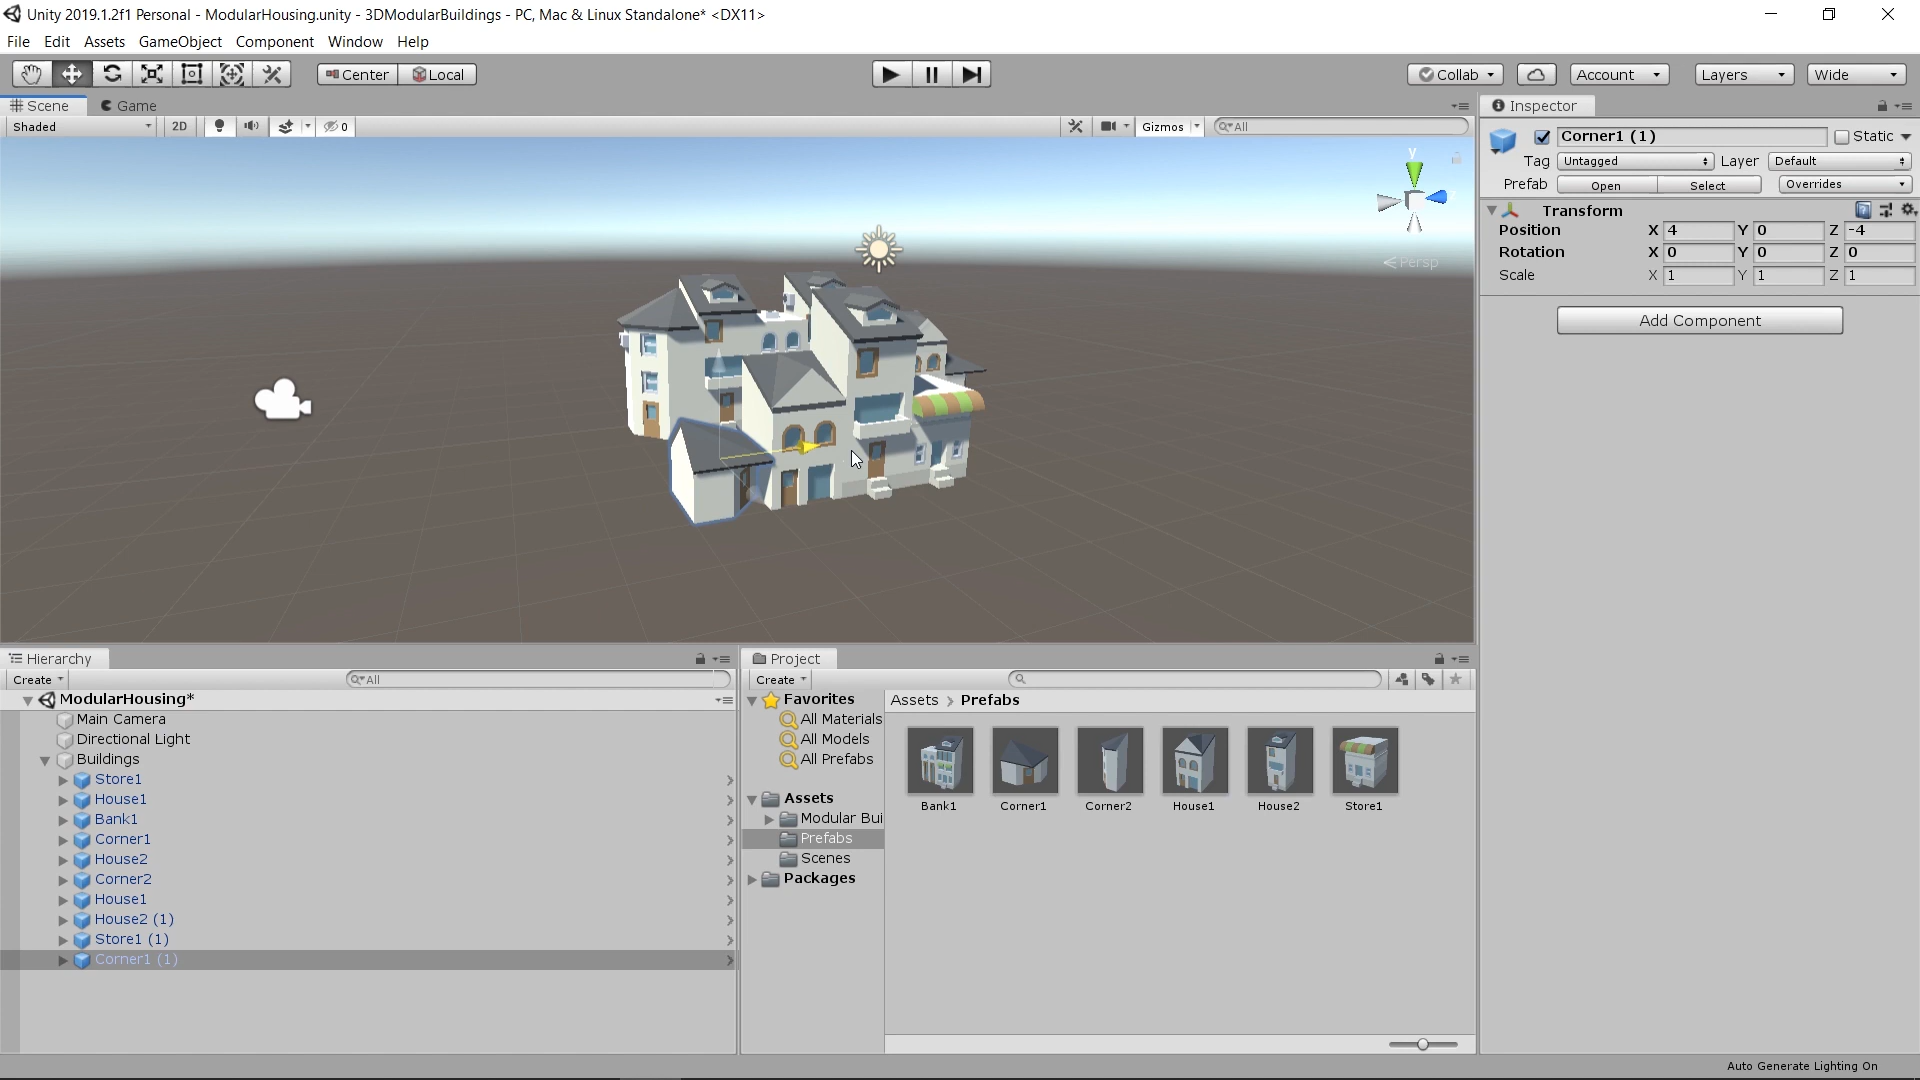 Unity 2019.1.2f1 Personal - ModularHousing.unity - 3DModularBuildings - PC, Mac & Linux Standalone* <DX11>
File Edit Assets GameObject Component Window Help
Center Local Collab Account Layers Wide
Scene Game
Shaded 2D 0 Gizmos All
y
Persp
Inspector
Corner1 (1) Static
Tag Untagged Layer Default
Prefab Open Select Overrides
Transform
Position X 4 Y 0 Z -4
Rotation X 0 Y 0 Z 0
Scale X 1 Y 1 Z 1
Add Component
Hierarchy
Create All
ModularHousing*
Main Camera
Directional Light
Buildings
Store1
House1
Bank1
Corner1
House2
Corner2
House1
House2 (1)
Store1 (1)
Corner1 (1)
Project
Create
Favorites
All Materials
All Models
All Prefabs
Assets
Modular Bui
Prefabs
Scenes
Packages
Assets > Prefabs
Bank1 Corner1 Corner2 House1 House2 Store1
Auto Generate Lighting On